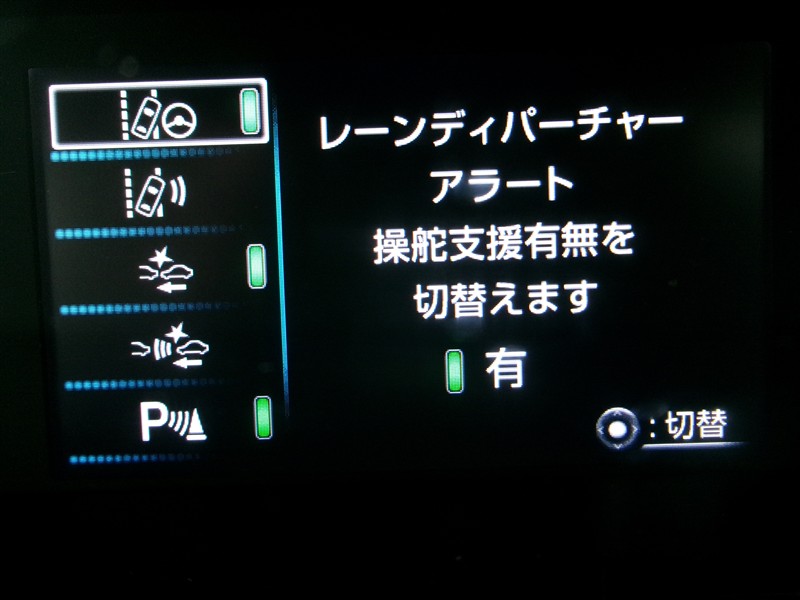 レーンディパーチャー
アラート
操舵支援有無を
切替えます
有
P
:切替